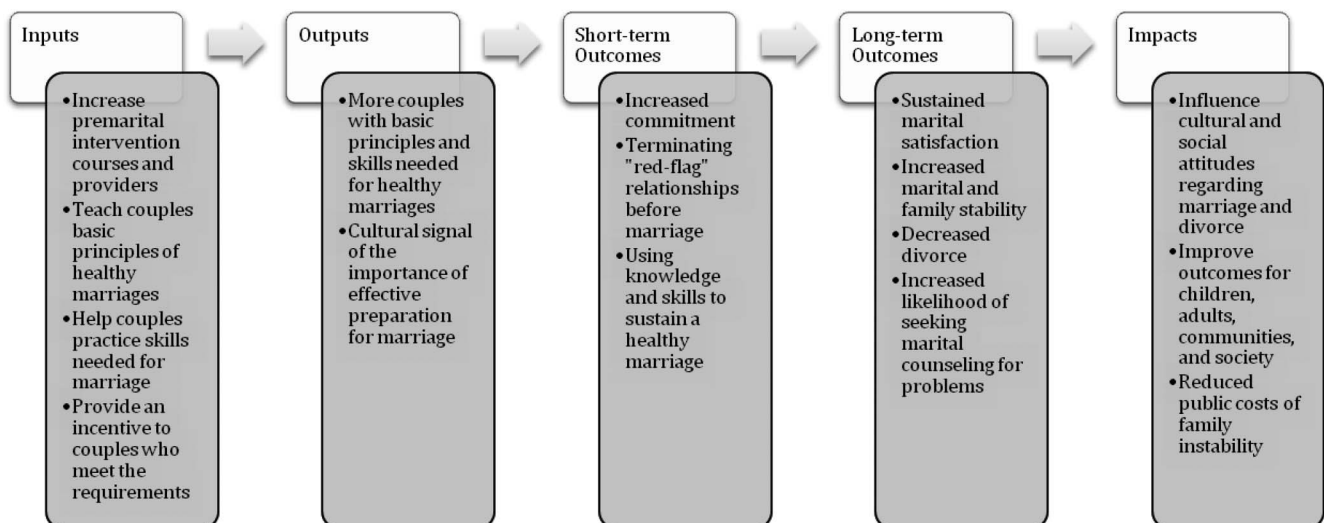 Inputs
•Increase
premarital
intervention
courses and
providers
•Teach couples
basic
principles of
healthy
marriages
•Help couples
practice skills
needed for
marriage
•Provide an
incentive to
couples who
meet the
requirements
Outputs
•More couples
with basic
principles and
skills needed
for healthy
marriages
•Cultural signal
of the
importance of
effective
preparation
for marriage
Short-term
Outcomes
•Increased
commitment
•Terminating
"red-flag"
relationships
before
marriage
•Using
knowledge
and skills to
sustain a
healthy
marriage
Long-term
Outcomes
•Sustained
marital
satisfaction
•Increased
marital and
family stability
•Decreased
divorce
•Increased
likelihood of
seeking
marital
counseling for
problems
Impacts
•Influence
cultural and
social
attitudes
regarding
marriage and
divorce
•Improve
outcomes for
children,
adults,
communities,
and society
•Reduced
public costs of
family
instability